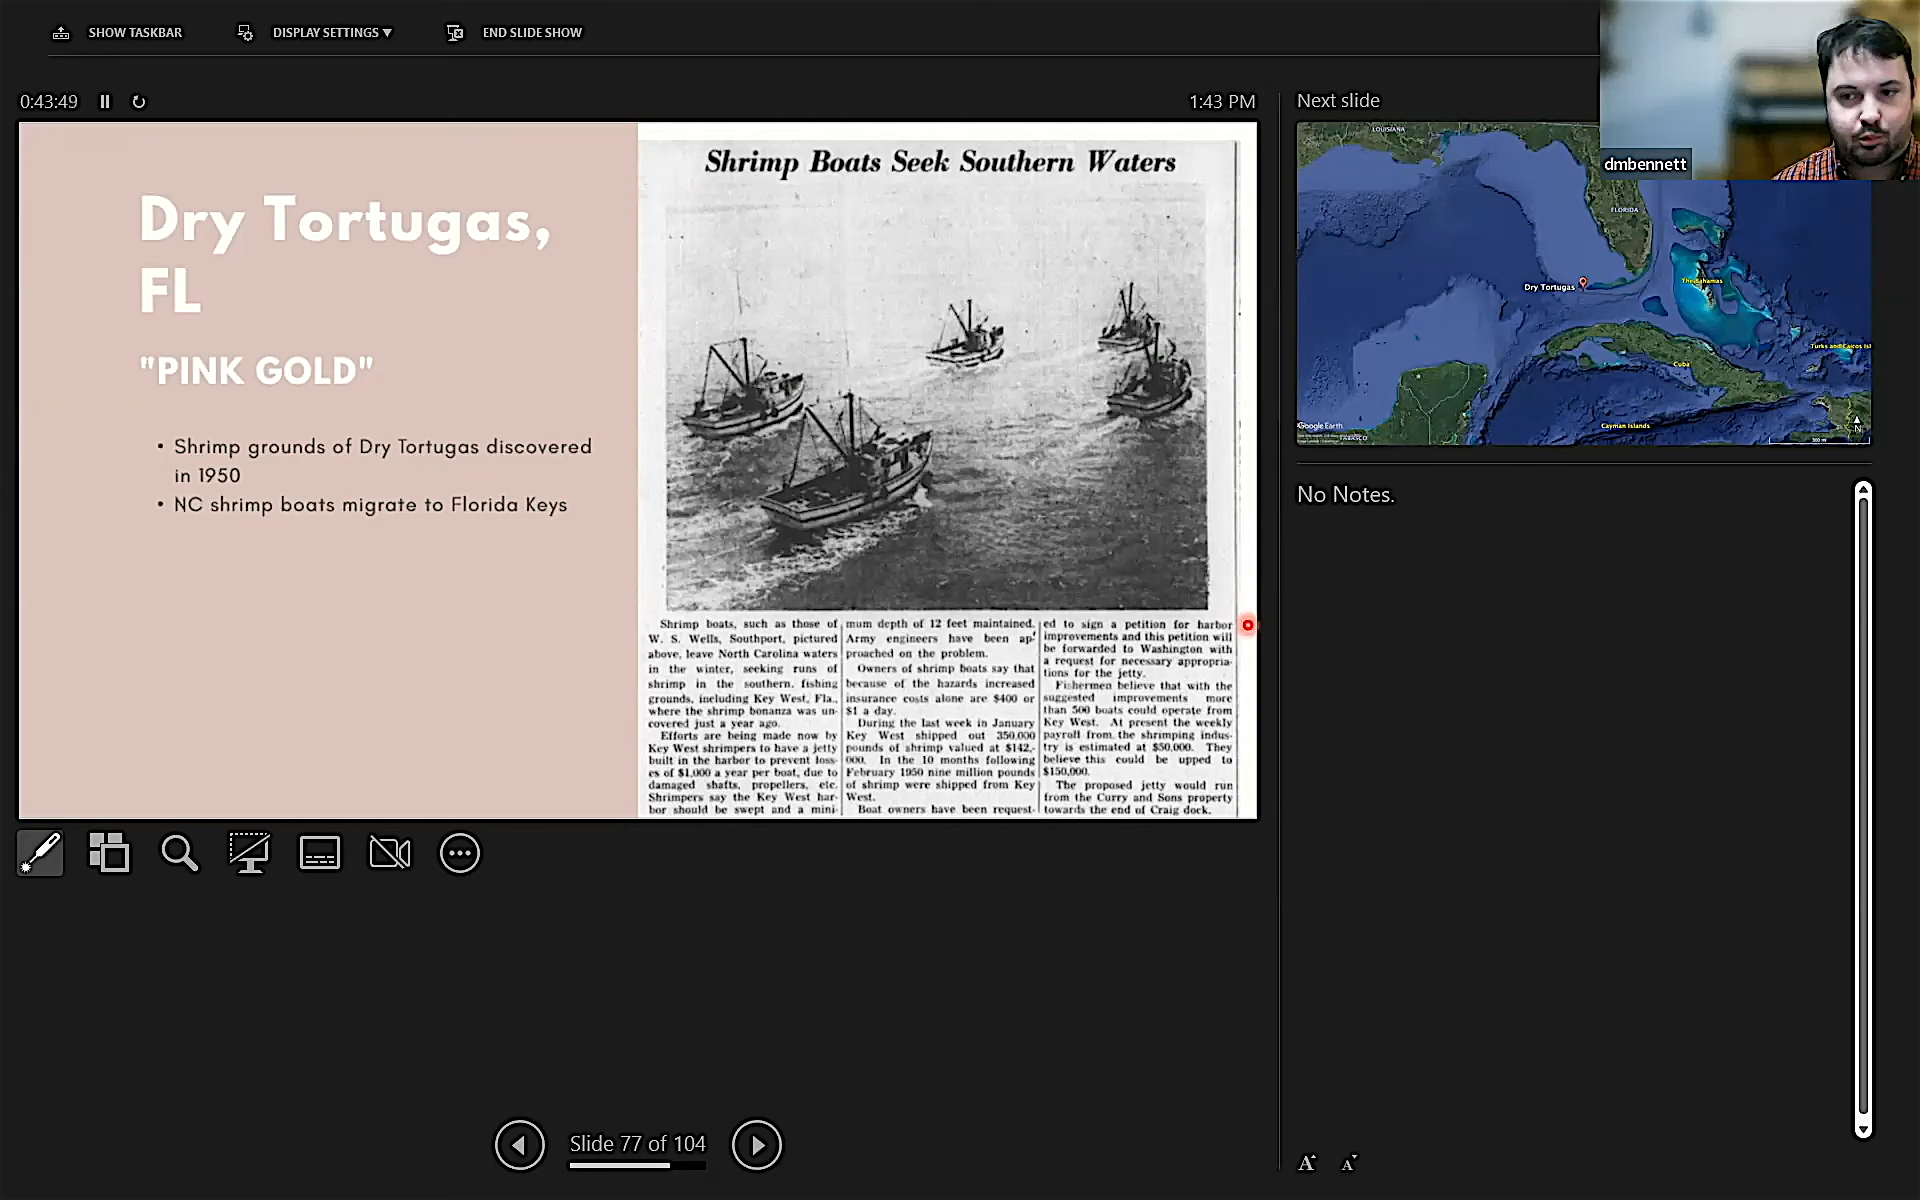 SHOW TASKBAR
DISPLAY SETTINGS ▼
END SLIDE SHOW
0:43:49
1:43 PM
Dry Tortugas,
FL
"PINK GOLD"
• Shrimp grounds of Dry Tortugas discovered
in 1950
• NC shrimp boats migrate to Florida Keys
Shrimp Boats Seek Southern Waters
Shrimp boats, such as those of
W. S. Wells, Southport, pictured
above, leave North Carolina waters
in the winter, seeking runs of
shrimp in the southern, fishing
grounds, including Key West, Fla.,
where the shrimp bonanza was un-
covered just a year ago.
Efforts are being made now by
Key West shrimpers to have a jetty
built in the harbor to prevent loss-
es of $1,000 a year per boat, due to
damaged shafts, propellers, etc.
Shrimpers say the Key West har-
bor should be swept and a mini-
mum depth of 12 feet maintained.
Army engineers have been ap-
proached on the problem.
Owners of shrimp boats say that
because of the hazards increased
insurance costs alone are $400 or
$1 a day.
During the last week in January
Key West shipped out 350,000
pounds of shrimp valued at $142,-
000. In the 10 months following
February 1950 nine million pounds
of shrimp were shipped from Key
West.
Boat owners have been request-
ed to sign a petition for harbor
improvements and this petition will
be forwarded to Washington with
a request for necessary appropria-
tions for the jetty.
Fishermen believe that with the
suggested improvements more
than 500 boats could operate from
Key West. At present the weekly
payroll from the shrimping indus-
try is estimated at $50,000. They
believe this could be upped to
$150,000.
The proposed jetty would run
from the Curry and Sons property
towards the end of Craig dock.
Slide 77 of 104
Next slide
dmbennett
LOUISIANA
FLORIDA
Dry Tortugas
The Bahamas
Turks and Caicos Isl
Cuba
Google Earth
TABASCO
Cayman Islands
N
No Notes.
A A